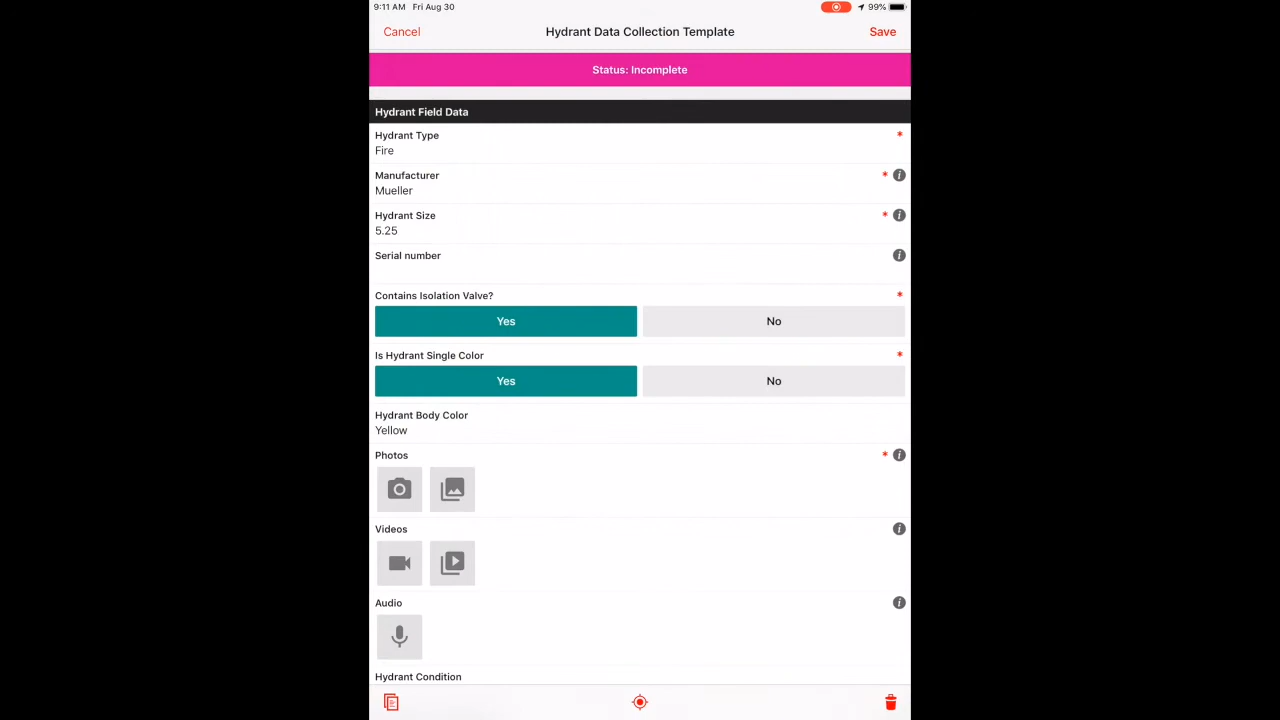 9:11 AM Fri Aug 30
99%
Cancel
Hydrant Data Collection Template
Save
Status: Incomplete
Hydrant Field Data
Hydrant Type *
Fire
Manufacturer * i
Mueller
Hydrant Size * i
5.25
Serial number i
Contains Isolation Valve? *
Yes No
Is Hydrant Single Color *
Yes No
Hydrant Body Color
Yellow
Photos * i
Videos i
Audio i
Hydrant Condition